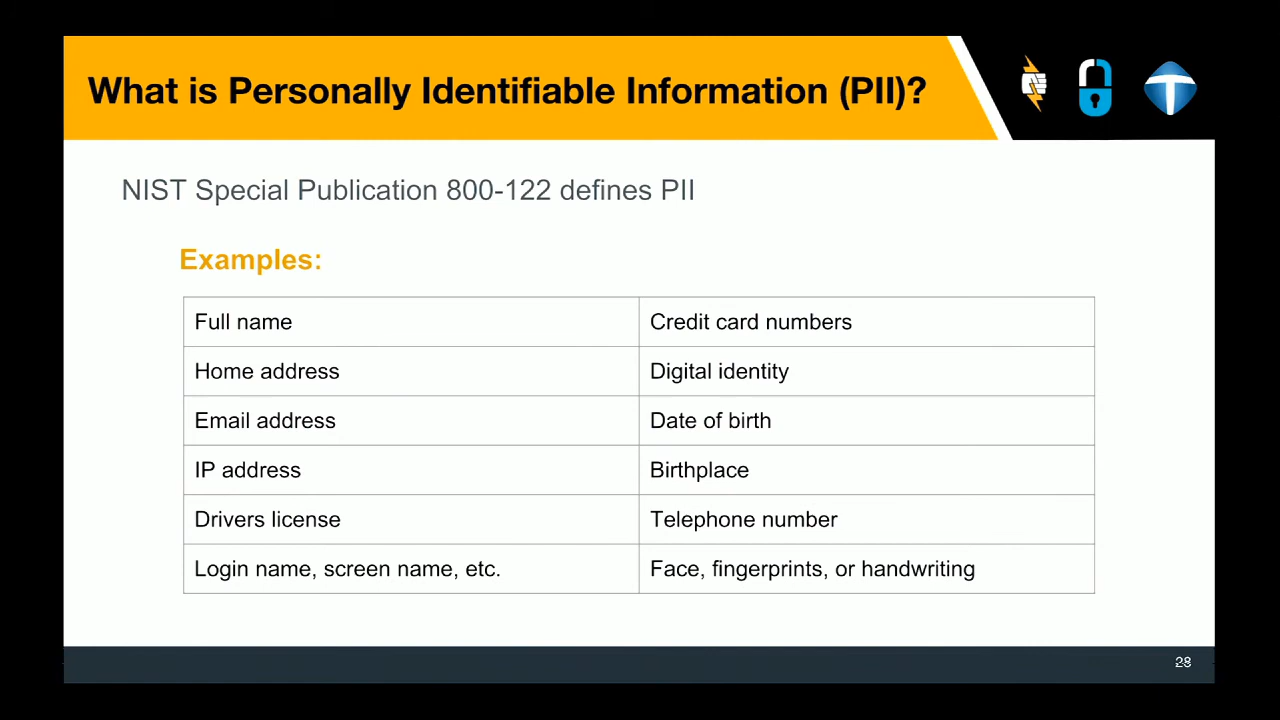 What is Personally Identifiable Information (PII)?
NIST Special Publication 800-122 defines PII
Examples:
Full name
Credit card numbers
Home address
Digital identity
Email address
Date of birth
IP address
Birthplace
Drivers license
Telephone number
Login name, screen name, etc.
Face, fingerprints, or handwriting
28